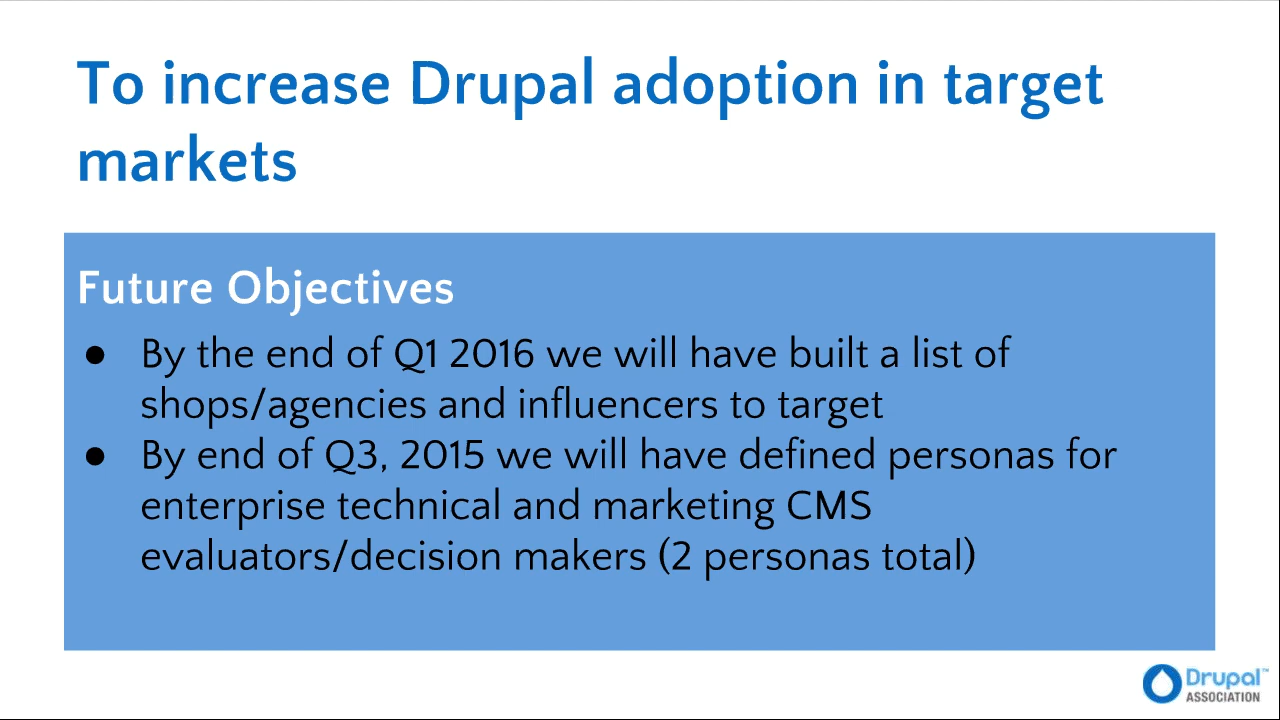 To increase Drupal adoption in target
markets
Future Objectives
● By the end of Q1 2016 we will have built a list of
shops/agencies and influencers to target
● By end of Q3, 2015 we will have defined personas for
enterprise technical and marketing CMS
evaluators/decision makers (2 personas total)
Drupal™
ASSOCIATION